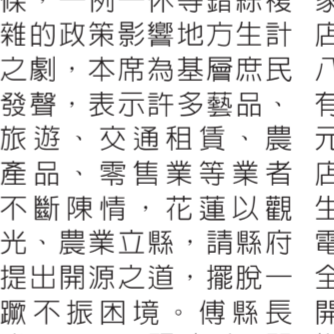 條，一例一休等錯綜複
雜的政策影響地方生計
之劇，本席為基層庶民
發聲，表示許多藝品、
旅遊、交通租賃、農
產品、零售業等業者
不斷陳情，花蓮以觀
光、農業立縣，請縣府
提出開源之道，擺脫一
蹶不振困境。傅縣長